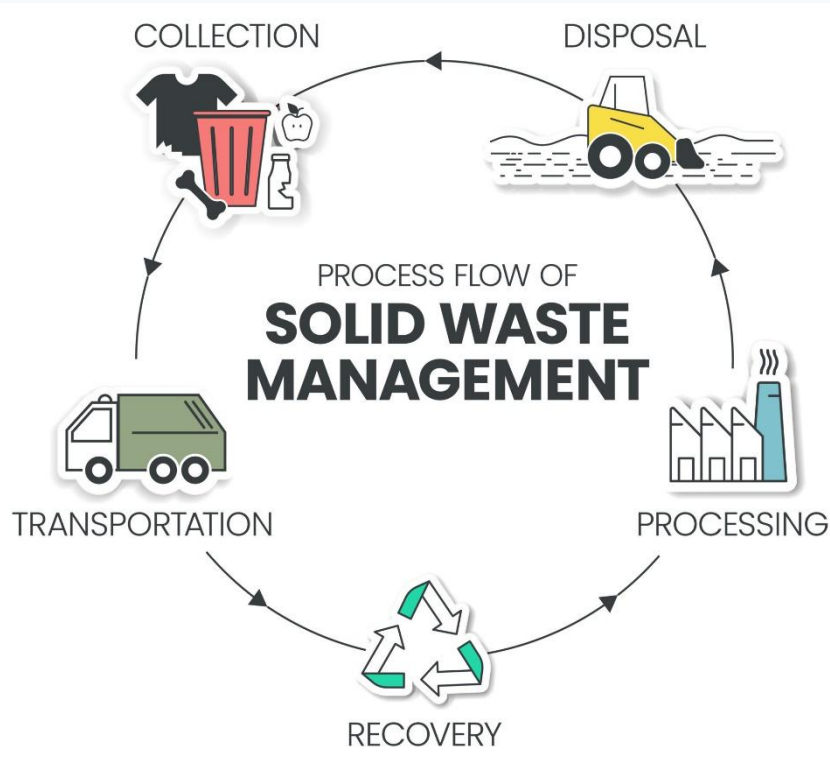 COLLECTION
DISPOSAL
PROCESS FLOW OF
SOLID WASTE
MANAGEMENT
TRANSPORTATION
PROCESSING
RECOVERY